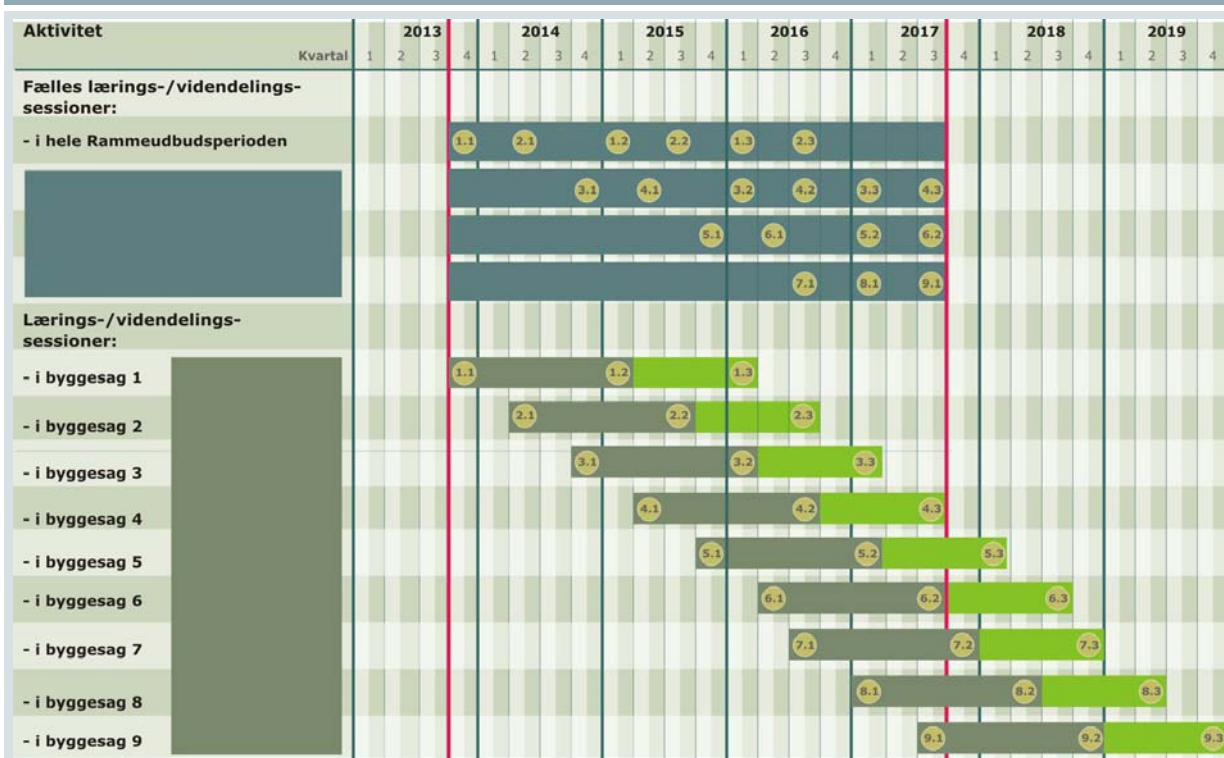 Aktivitet 2013 2014 2015 2016 2017 2018 2019
Kvartal 1 2 3 4 1 2 3 4 1 2 3 4 1 2 3 4 1 2 3 4 1 2 3 4 1 2 3 4
Fælles lærings-/videndelings-
sessioner:
- i hele Rammeudbudsperioden 1.1 2.1 1.2 2.2 1.3 2.3
3.1 4.1 3.2 4.2 3.3 4.3
5.1 6.1 5.2 6.2
7.1 8.1 9.1
Lærings-/videndelings-
sessioner:
- i byggesag 1 1.1 1.2 1.3
- i byggesag 2 2.1 2.2 2.3
- i byggesag 3 3.1 3.2 3.3
- i byggesag 4 4.1 4.2 4.3
- i byggesag 5 5.1 5.2 5.3
- i byggesag 6 6.1 6.2 6.3
- i byggesag 7 7.1 7.2 7.3
- i byggesag 8 8.1 8.2 8.3
- i byggesag 9 9.1 9.2 9.3